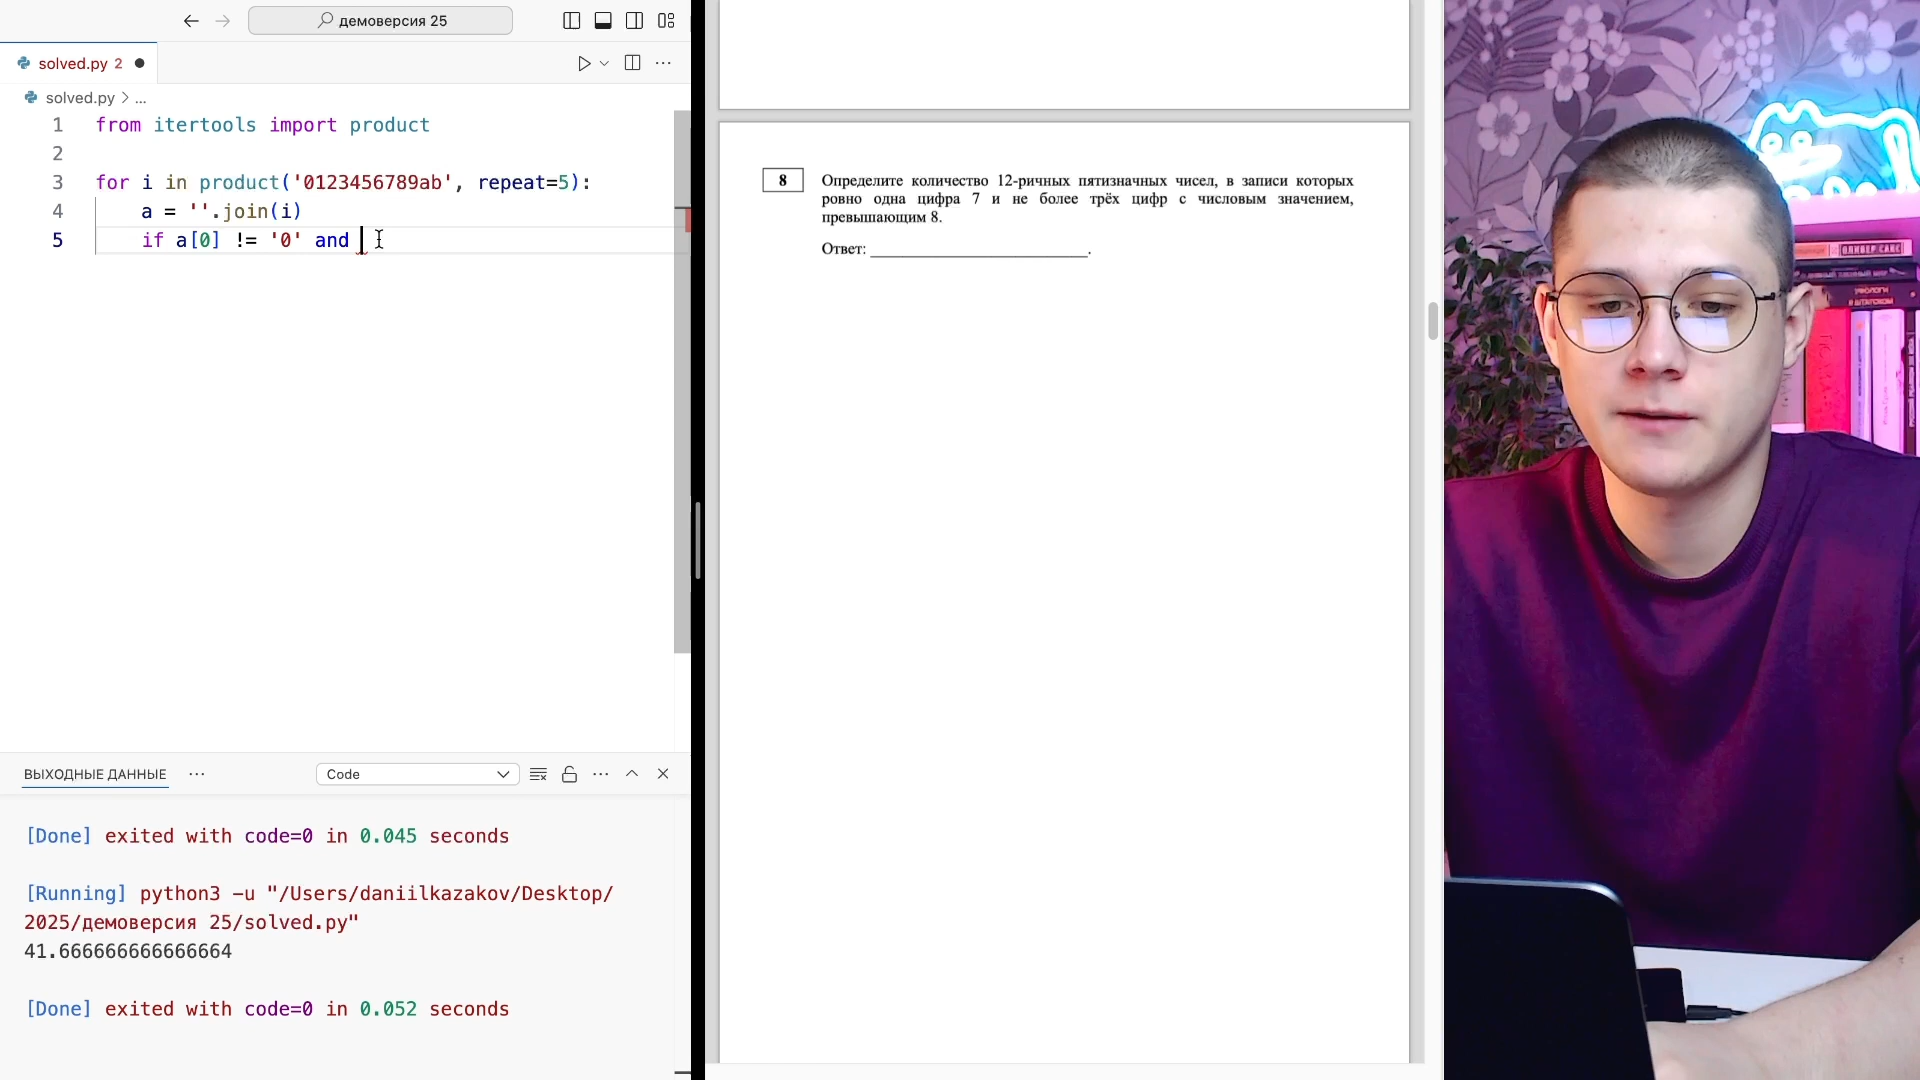 демоверсия 25
solved.py 2
solved.py > ...
1 from itertools import product
2
3 for i in product('0123456789ab', repeat=5):
4 a = ''.join(i)
5 if a[0] != '0' and
ВЫХОДНЫЕ ДАННЫЕ
Code
[Done] exited with code=0 in 0.045 seconds
[Running] python3 -u "/Users/daniilkazakov/Desktop/
2025/демоверсия 25/solved.py"
41.666666666666664
[Done] exited with code=0 in 0.052 seconds
8
Определите количество 12-ричных пятизначных чисел, в записи которых
ровно одна цифра 7 и не более трёх цифр с числовым значением,
превышающим 8.
Ответ: ___________________________.
ОЛИВЕР САКС